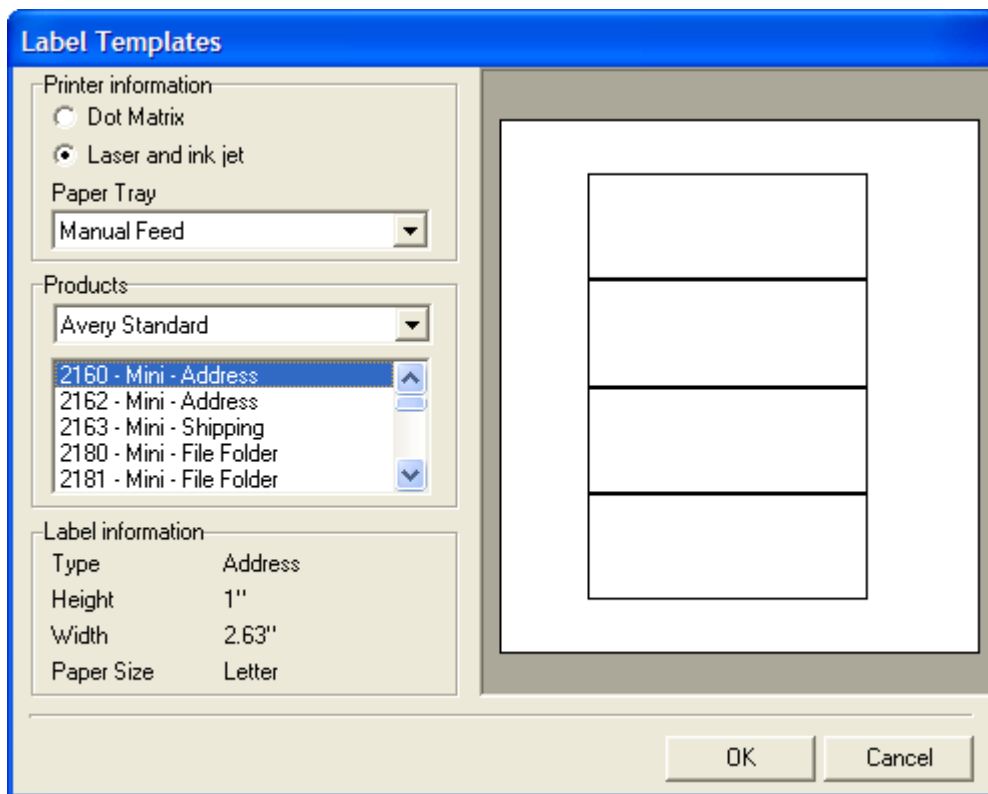 Label Templates
Printer information
Dot Matrix
Laser and ink jet
Paper Tray
Manual Feed
Products
Avery Standard
2160 - Mini - Address
2162 - Mini - Address
2163 - Mini - Shipping
2180 - Mini - File Folder
2181 - Mini - File Folder
Label information
Type Address
Height 1"
Width 2.63"
Paper Size Letter
OK Cancel